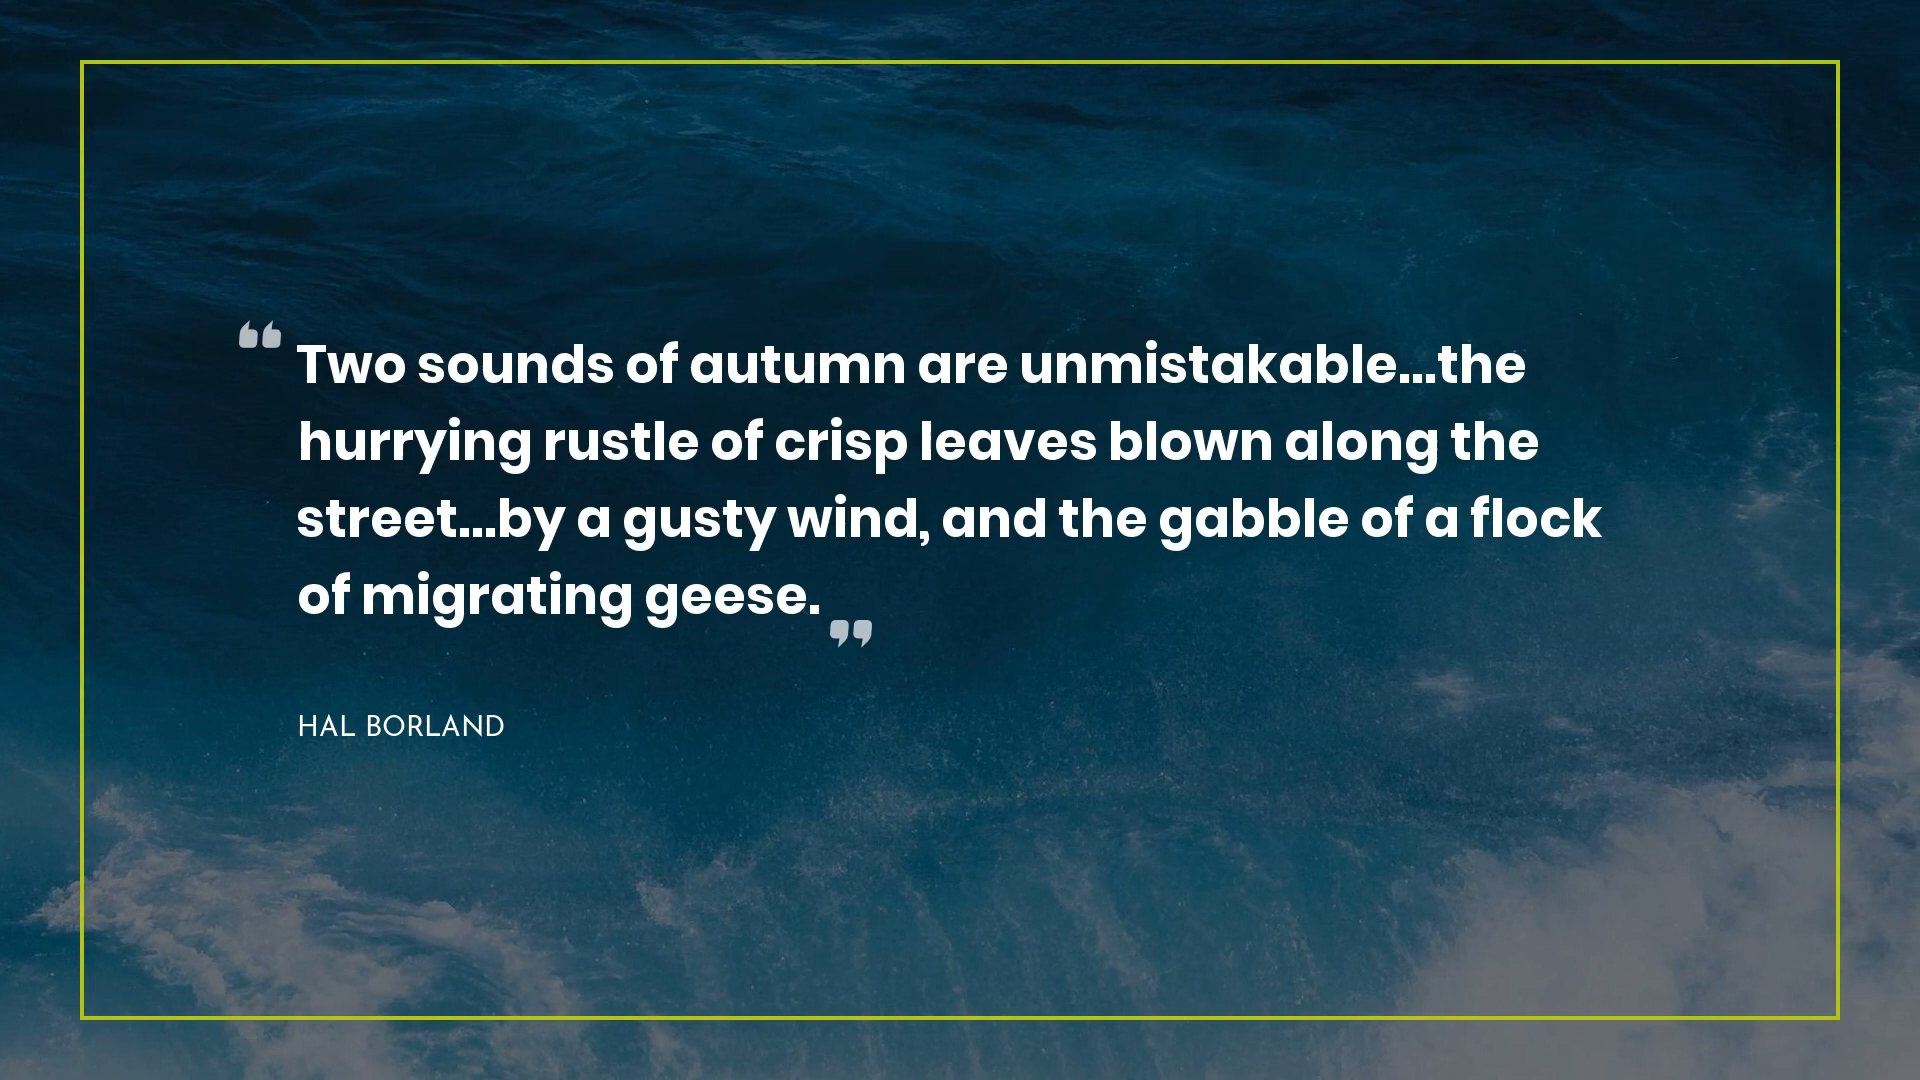 “Two sounds of autumn are unmistakable...the
hurrying rustle of crisp leaves blown along the
street...by a gusty wind, and the gabble of a flock
of migrating geese.”
HAL BORLAND